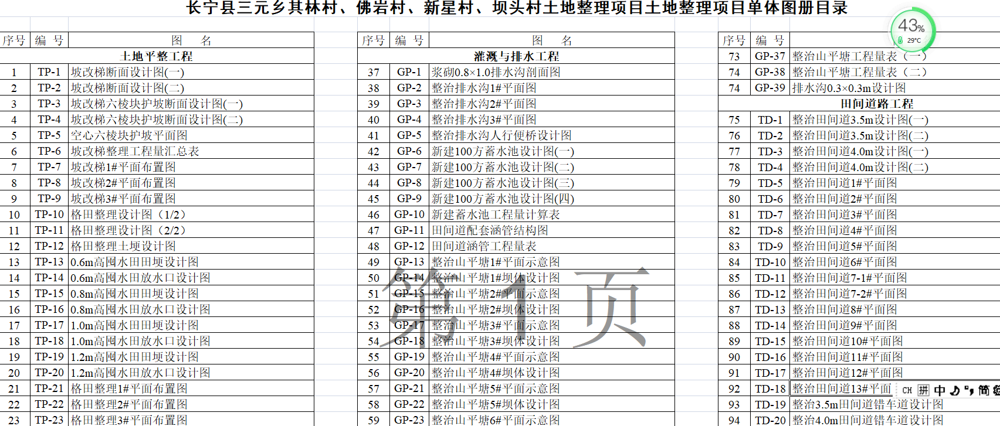 长宁县三元乡其林村、佛岩村、新星村、坝头村土地整理项目土地整理项目单体图册目录
序号 编 号 图 名
土地平整工程
1 TP-1 坡改梯断面设计图(一)
2 TP-2 坡改梯断面设计图(二)
3 TP-3 坡改梯六棱块护坡断面设计图(一)
4 TP-4 坡改梯六棱块护坡断面设计图(二)
5 TP-5 空心六棱块护坡平面图
6 TP-6 坡改梯整理工程量汇总表
7 TP-7 坡改梯1#平面布置图
8 TP-8 坡改梯2#平面布置图
9 TP-9 坡改梯3#平面布置图
10 TP-10 格田整理设计图（1/2）
11 TP-11 格田整理设计图（2/2）
12 TP-12 格田整理土埂设计图
13 TP-13 0.6m高囤水田田埂设计图
14 TP-14 0.6m高囤水田放水口设计图
15 TP-15 0.8m高囤水田田埂设计图
16 TP-16 0.8m高囤水田放水口设计图
17 TP-17 1.0m高囤水田田埂设计图
18 TP-18 1.0m高囤水田放水口设计图
19 TP-19 1.2m高囤水田田埂设计图
20 TP-20 1.2m高囤水田放水口设计图
21 TP-21 格田整理1#平面布置图
22 TP-22 格田整理2#平面布置图
23 TP-23 格田整理3#平面布置图
序号 编 号 图 名
灌溉与排水工程
37 GP-1 浆砌0.8×1.0排水沟剖面图
38 GP-2 整治排水沟1#平面图
39 GP-3 整治排水沟2#平面图
40 GP-4 整治排水沟3#平面图
41 GP-5 整治排水沟人行便桥设计图
42 GP-6 新建100方蓄水池设计图(一)
43 GP-7 新建100方蓄水池设计图(二)
44 GP-8 新建100方蓄水池设计图(三)
45 GP-9 新建100方蓄水池设计图(四)
46 GP-10 新建蓄水池工程量计算表
47 GP-11 田间道配套涵管结构图
48 GP-12 田间道涵管工程量表
49 GP-13 整治山平塘1#平面示意图
50 GP-14 整治山平塘1#坝体设计图
51 GP-15 整治山平塘2#平面示意图
52 GP-16 整治山平塘2#坝体设计图
53 GP-17 整治山平塘3#平面示意图
54 GP-18 整治山平塘3#坝体设计图
55 GP-19 整治山平塘4#平面示意图
56 GP-20 整治山平塘4#坝体设计图
57 GP-21 整治山平塘5#平面示意图
58 GP-22 整治山平塘5#坝体设计图
59 GP-23 整治山平塘6#平面示意图
第 1 页
序号 编 号
73 GP-37 整治山平塘工程量表（一）
74 GP-38 整治山平塘工程量表（二）
74 GP-39 排水沟0.3×0.3m设计图
田间道路工程
75 TD-1 整治田间道3.5m设计图(一)
76 TD-2 整治田间道3.5m设计图(二)
77 TD-3 整治田间道4.0m设计图(一)
78 TD-4 整治田间道4.0m设计图(二)
79 TD-5 整治田间道1#平面图
80 TD-6 整治田间道2#平面图
81 TD-7 整治田间道3#平面图
82 TD-8 整治田间道4#平面图
83 TD-9 整治田间道5#平面图
84 TD-10 整治田间道6#平面图
85 TD-11 整治田间道7-1#平面图
86 TD-12 整治田间道7-2#平面图
87 TD-13 整治田间道8#平面图
88 TD-14 整治田间道9#平面图
89 TD-15 整治田间道10#平面图
90 TD-16 整治田间道11#平面图
91 TD-17 整治田间道12#平面图
92 TD-18 整治田间道13#平面
93 TD-19 整治3.5m田间道错车道设计图
94 TD-20 整治4.0m田间道错车道设计图
43%
29°C
CH 拼 中 简